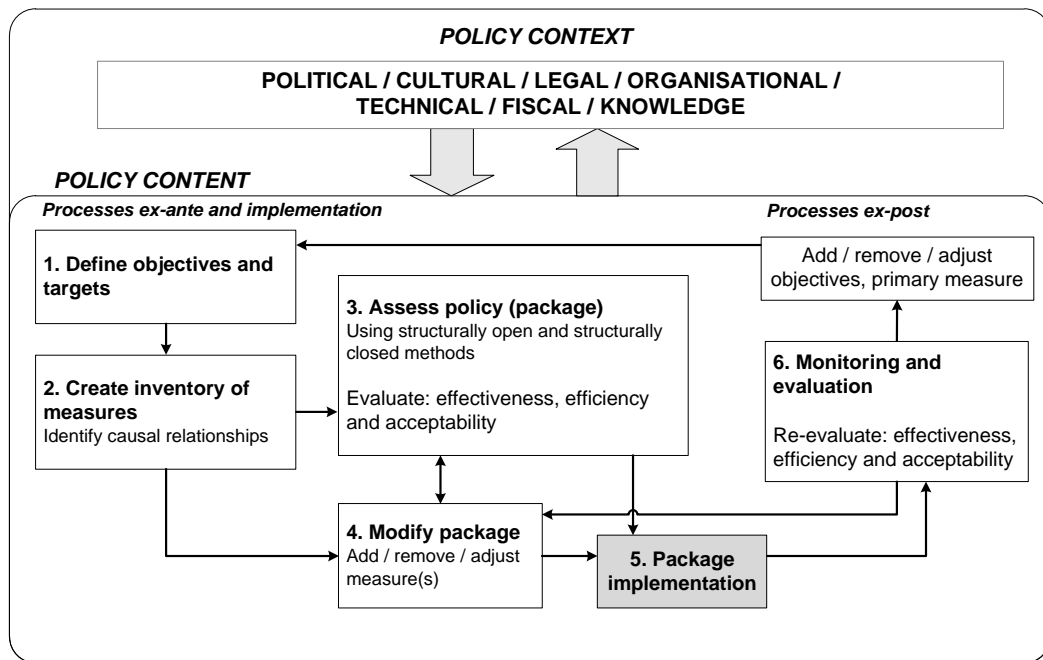 POLICY CONTEXT
POLITICAL / CULTURAL / LEGAL / ORGANISATIONAL /
TECHNICAL / FISCAL / KNOWLEDGE
POLICY CONTENT
Processes ex-ante and implementation
Processes ex-post
1. Define objectives and
targets
Add / remove / adjust
objectives, primary measure
3. Assess policy (package)
Using structurally open and structurally
closed methods
Evaluate: effectiveness, efficiency
and acceptability
2. Create inventory of
measures
Identify causal relationships
6. Monitoring and
evaluation
Re-evaluate: effectiveness,
efficiency and acceptability
4. Modify package
Add / remove / adjust
measure(s)
5. Package
implementation